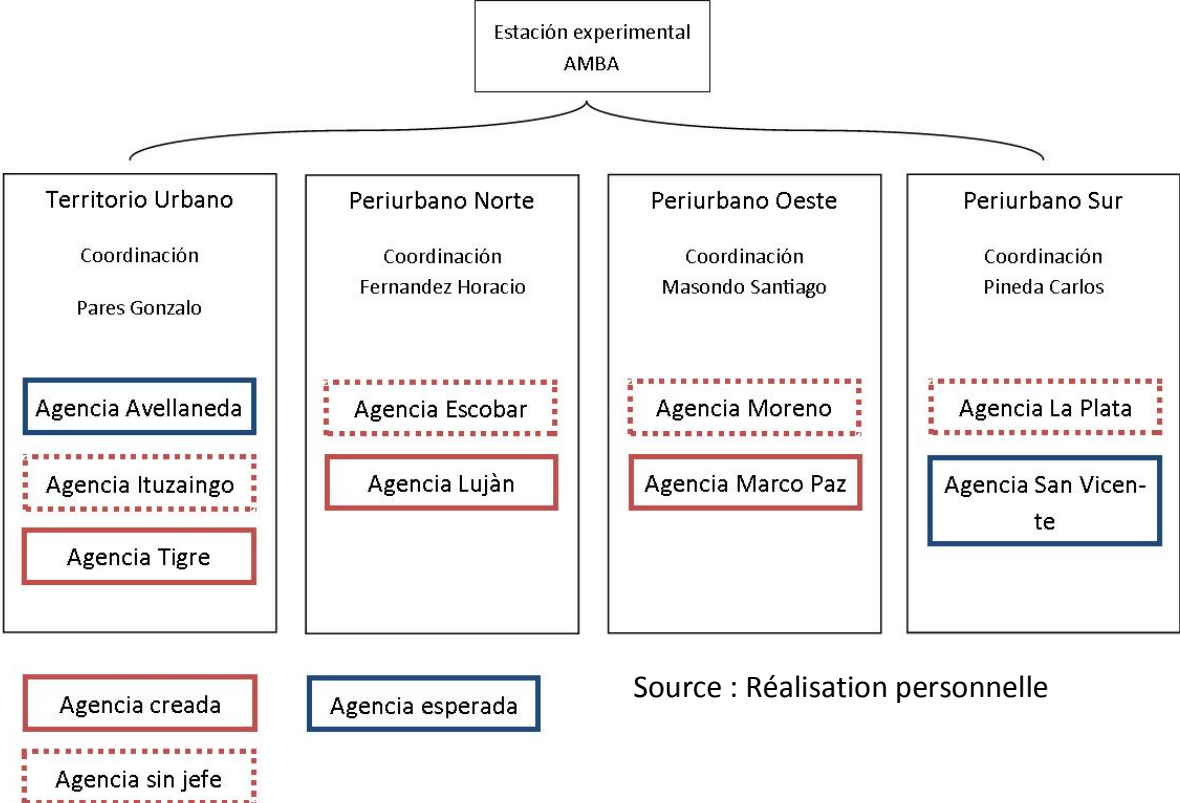 Estación experimental
AMBA
Territorio Urbano
Coordinación
Pares Gonzalo
Agencia Avellaneda
Agencia Ituzaingo
Agencia Tigre
Periurbano Norte
Coordinación
Fernandez Horacio
Agencia Escobar
Agencia Lujàn
Periurbano Oeste
Coordinación
Masondo Santiago
Agencia Moreno
Agencia Marco Paz
Periurbano Sur
Coordinación
Pineda Carlos
Agencia La Plata
Agencia San Vicen-
te
Agencia creada
Agencia esperada
Agencia sin jefe
Source : Réalisation personnelle